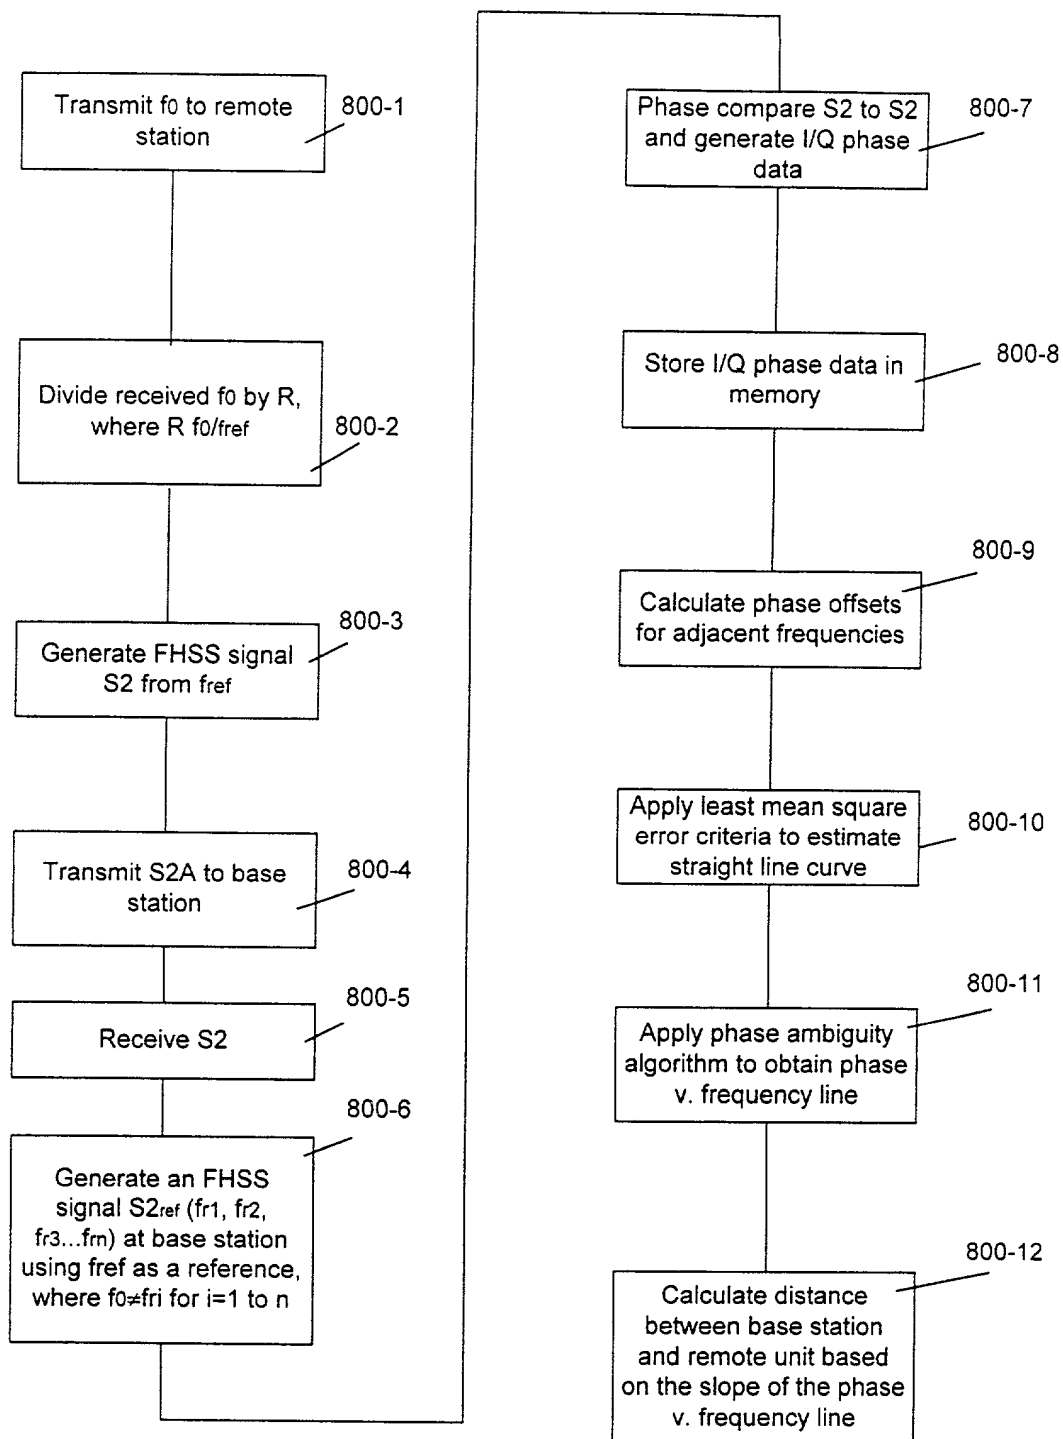 Transmit f0 to remote
station
800-1
Divide received f0 by R,
where R f0/fref
800-2
800-3
Generate FHSS signal
S2 from fref
Transmit S2A to base
station
800-4
800-5
Receive S2
800-6
Generate an FHSS
signal S2ref (fr1, fr2,
fr3...frn) at base station
using fref as a reference,
where f0≠fri for i=1 to n
Phase compare S2 to S2
and generate I/Q phase
data
800-7
Store I/Q phase data in
memory
800-8
800-9
Calculate phase offsets
for adjacent frequencies
Apply least mean square
error criteria to estimate
straight line curve
800-10
800-11
Apply phase ambiguity
algorithm to obtain phase
v. frequency line
800-12
Calculate distance
between base station
and remote unit based
on the slope of the phase
v. frequency line